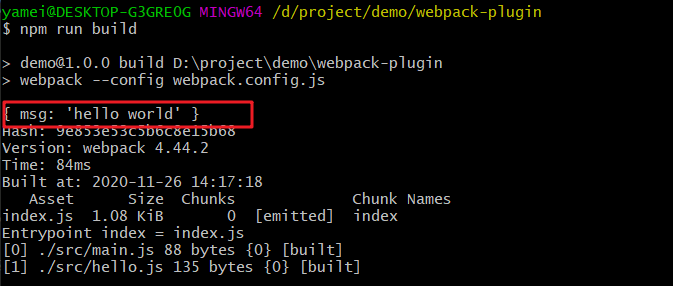 yamei@DESKTOP-G3GRE0G MINGW64 /d/project/demo/webpack-plugin
$ npm run build
> demo@1.0.0 build D:\project\demo\webpack-plugin
> webpack --config webpack.config.js
{ msg: 'hello world' }
Hash: 9e853e53c5b6c8e15b68
Version: webpack 4.44.2
Time: 84ms
Built at: 2020-11-26 14:17:18
Asset Size Chunks Chunk Names
index.js 1.08 KiB 0 [emitted] index
Entrypoint index = index.js
[0] ./src/main.js 88 bytes {0} [built]
[1] ./src/hello.js 135 bytes {0} [built]